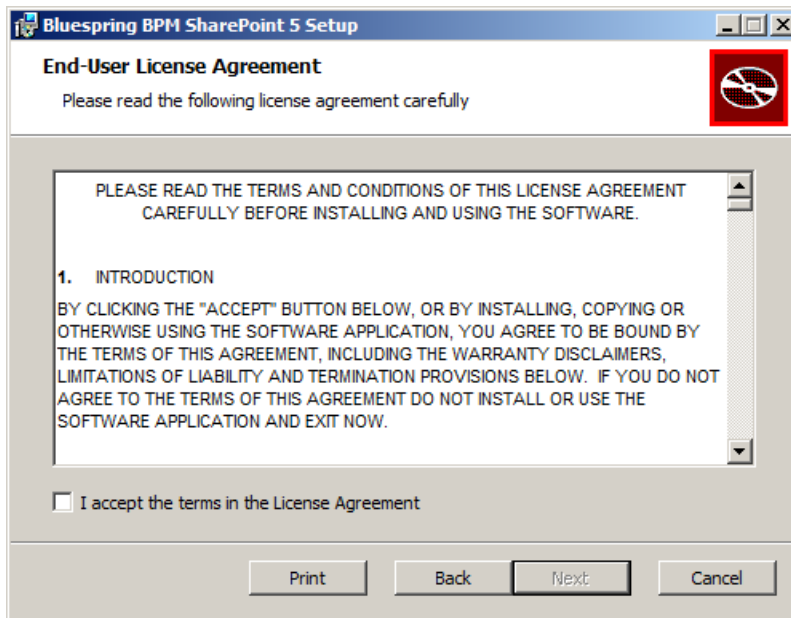 Bluespring BPM SharePoint 5 Setup
End-User License Agreement
Please read the following license agreement carefully
PLEASE READ THE TERMS AND CONDITIONS OF THIS LICENSE AGREEMENT
CAREFULLY BEFORE INSTALLING AND USING THE SOFTWARE.
1. INTRODUCTION
BY CLICKING THE "ACCEPT" BUTTON BELOW, OR BY INSTALLING, COPYING OR
OTHERWISE USING THE SOFTWARE APPLICATION, YOU AGREE TO BE BOUND BY
THE TERMS OF THIS AGREEMENT, INCLUDING THE WARRANTY DISCLAIMERS,
LIMITATIONS OF LIABILITY AND TERMINATION PROVISIONS BELOW. IF YOU DO NOT
AGREE TO THE TERMS OF THIS AGREEMENT DO NOT INSTALL OR USE THE
SOFTWARE APPLICATION AND EXIT NOW.
I accept the terms in the License Agreement
Print Back Next Cancel